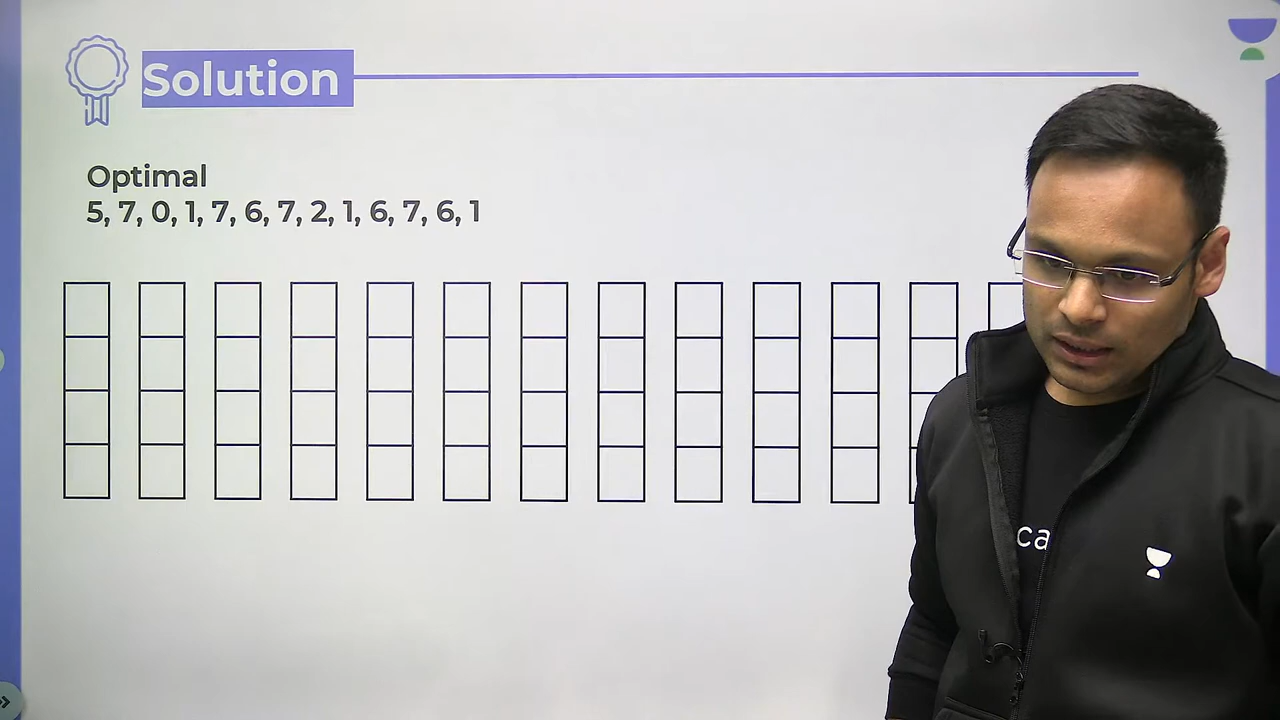 Solution
Optimal
5, 7, 0, 1, 7, 6, 7, 2, 1, 6, 7, 6, 1
ca